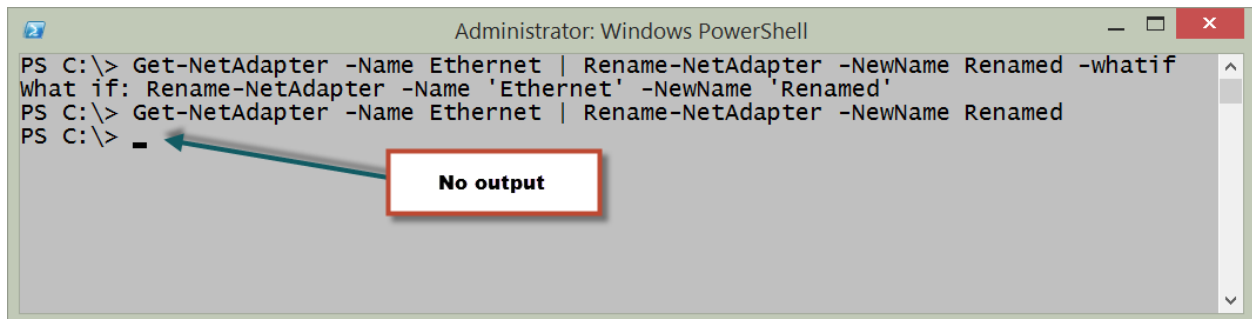 Administrator: Windows PowerShell
PS C:\> Get-NetAdapter -Name Ethernet | Rename-NetAdapter -NewName Renamed -whatif
What if: Rename-NetAdapter -Name 'Ethernet' -NewName 'Renamed'
PS C:\> Get-NetAdapter -Name Ethernet | Rename-NetAdapter -NewName Renamed
PS C:\>
No output